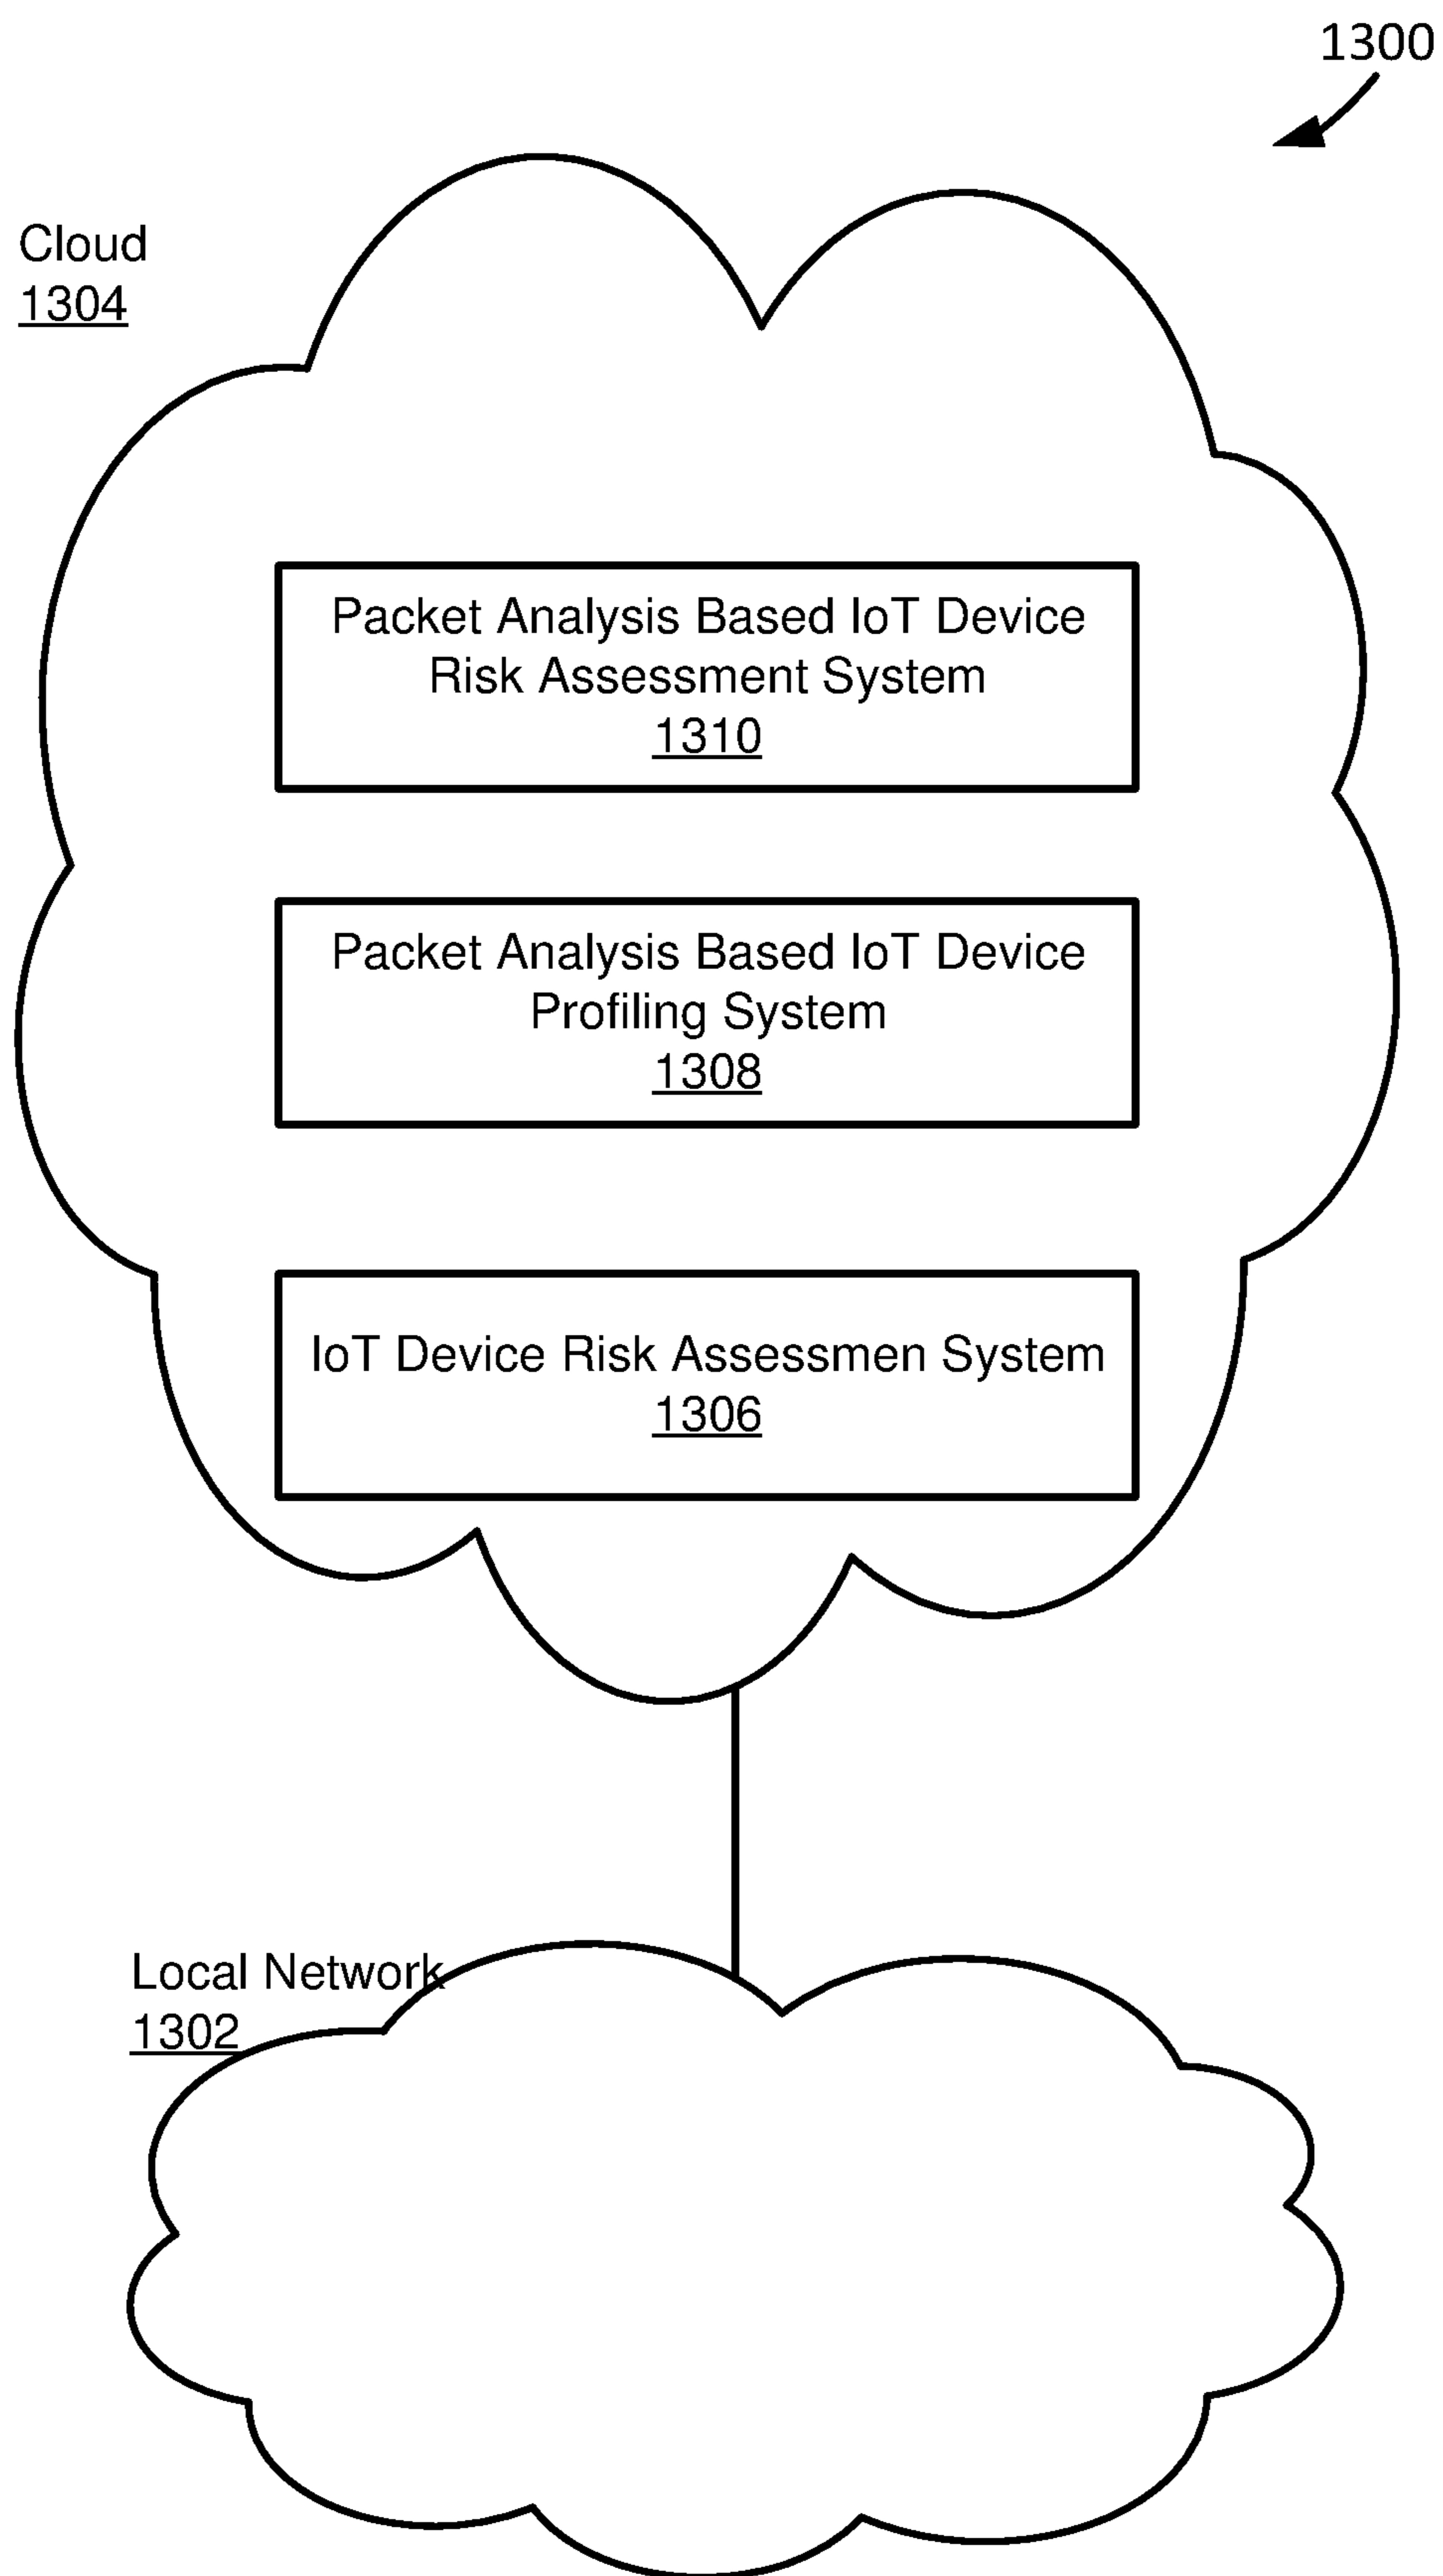 1300
Cloud
1304
Packet Analysis Based IoT Device
Risk Assessment System
1310
Packet Analysis Based IoT Device
Profiling System
1308
IoT Device Risk Assessmen System
1306
Local Network
1302